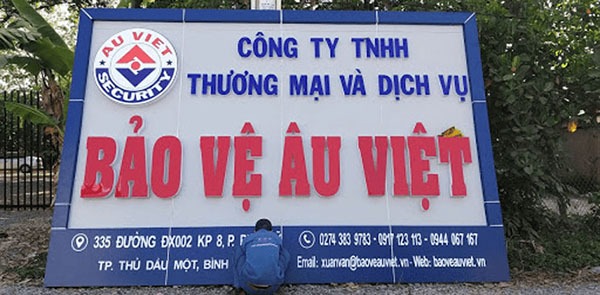 AU VIET
SECURITY
CÔNG TY TNHH
THƯƠNG MẠI VÀ DỊCH VỤ
BẢO VỆ ÂU VIỆT
335 ĐƯỜNG ĐX002 KP 8, P.
0274 383 9783 - 0917 123 113 - 0944 067 167
TP. THỦ DẦU MỘT, BÌNH
Email: xuanvan@baoveauviet.vn - Web: baoveauviet.vn